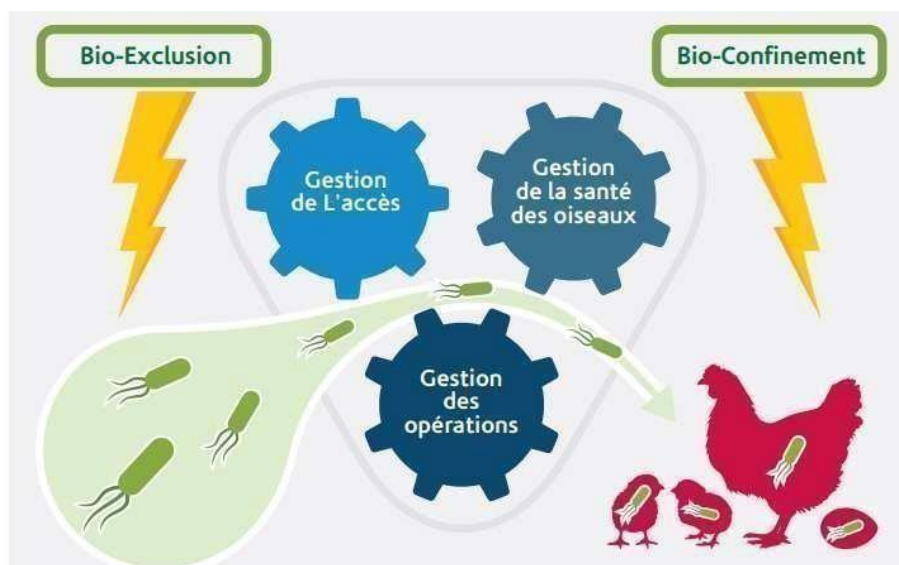 Bio-Exclusion
Bio-Confinement
Gestion
de L'accès
Gestion
de la santé
des oiseaux
Gestion
des
opérations